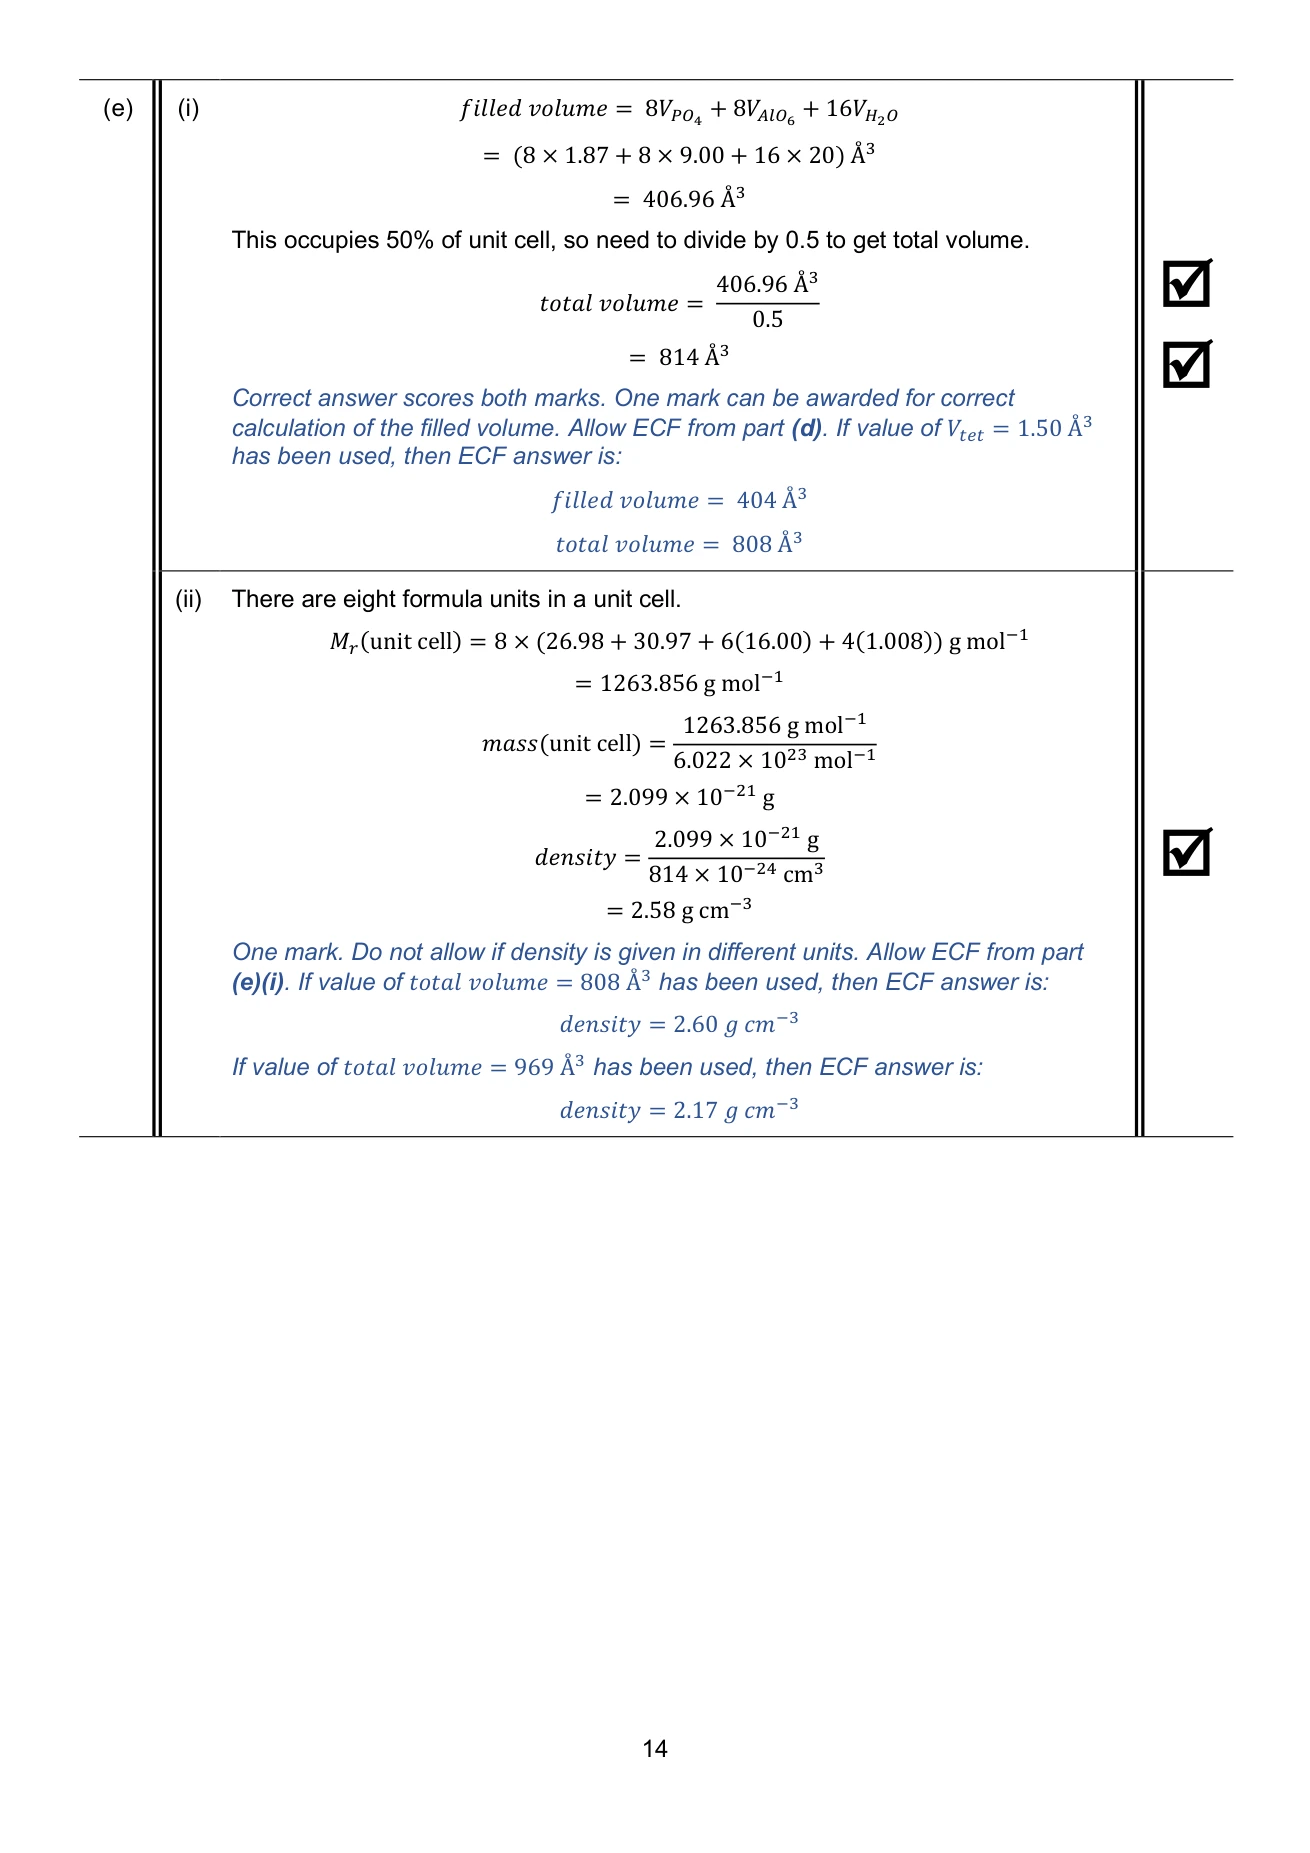 (e) (i) filled volume = 8V_{PO_4} + 8V_{AlO_6} + 16V_{H_2O}
= (8 × 1.87 + 8 × 9.00 + 16 × 20) Å³
= 406.96 Å³
This occupies 50% of unit cell, so need to divide by 0.5 to get total volume.
total volume = \frac{406.96 Å³}{0.5}
= 814 Å³
Correct answer scores both marks. One mark can be awarded for correct
calculation of the filled volume. Allow ECF from part (d). If value of V_{tet} = 1.50 Å³
has been used, then ECF answer is:
filled volume = 404 Å³
total volume = 808 Å³
(ii) There are eight formula units in a unit cell.
M_r(unit cell) = 8 × (26.98 + 30.97 + 6(16.00) + 4(1.008)) g mol⁻¹
= 1263.856 g mol⁻¹
mass(unit cell) = \frac{1263.856 g mol⁻¹}{6.022 × 10²³ mol⁻¹}
= 2.099 × 10⁻²¹ g
density = \frac{2.099 × 10⁻²¹ g}{814 × 10⁻²⁴ cm³}
= 2.58 g cm⁻³
One mark. Do not allow if density is given in different units. Allow ECF from part
(e)(i). If value of total volume = 808 Å³ has been used, then ECF answer is:
density = 2.60 g cm⁻³
If value of total volume = 969 Å³ has been used, then ECF answer is:
density = 2.17 g cm⁻³
14